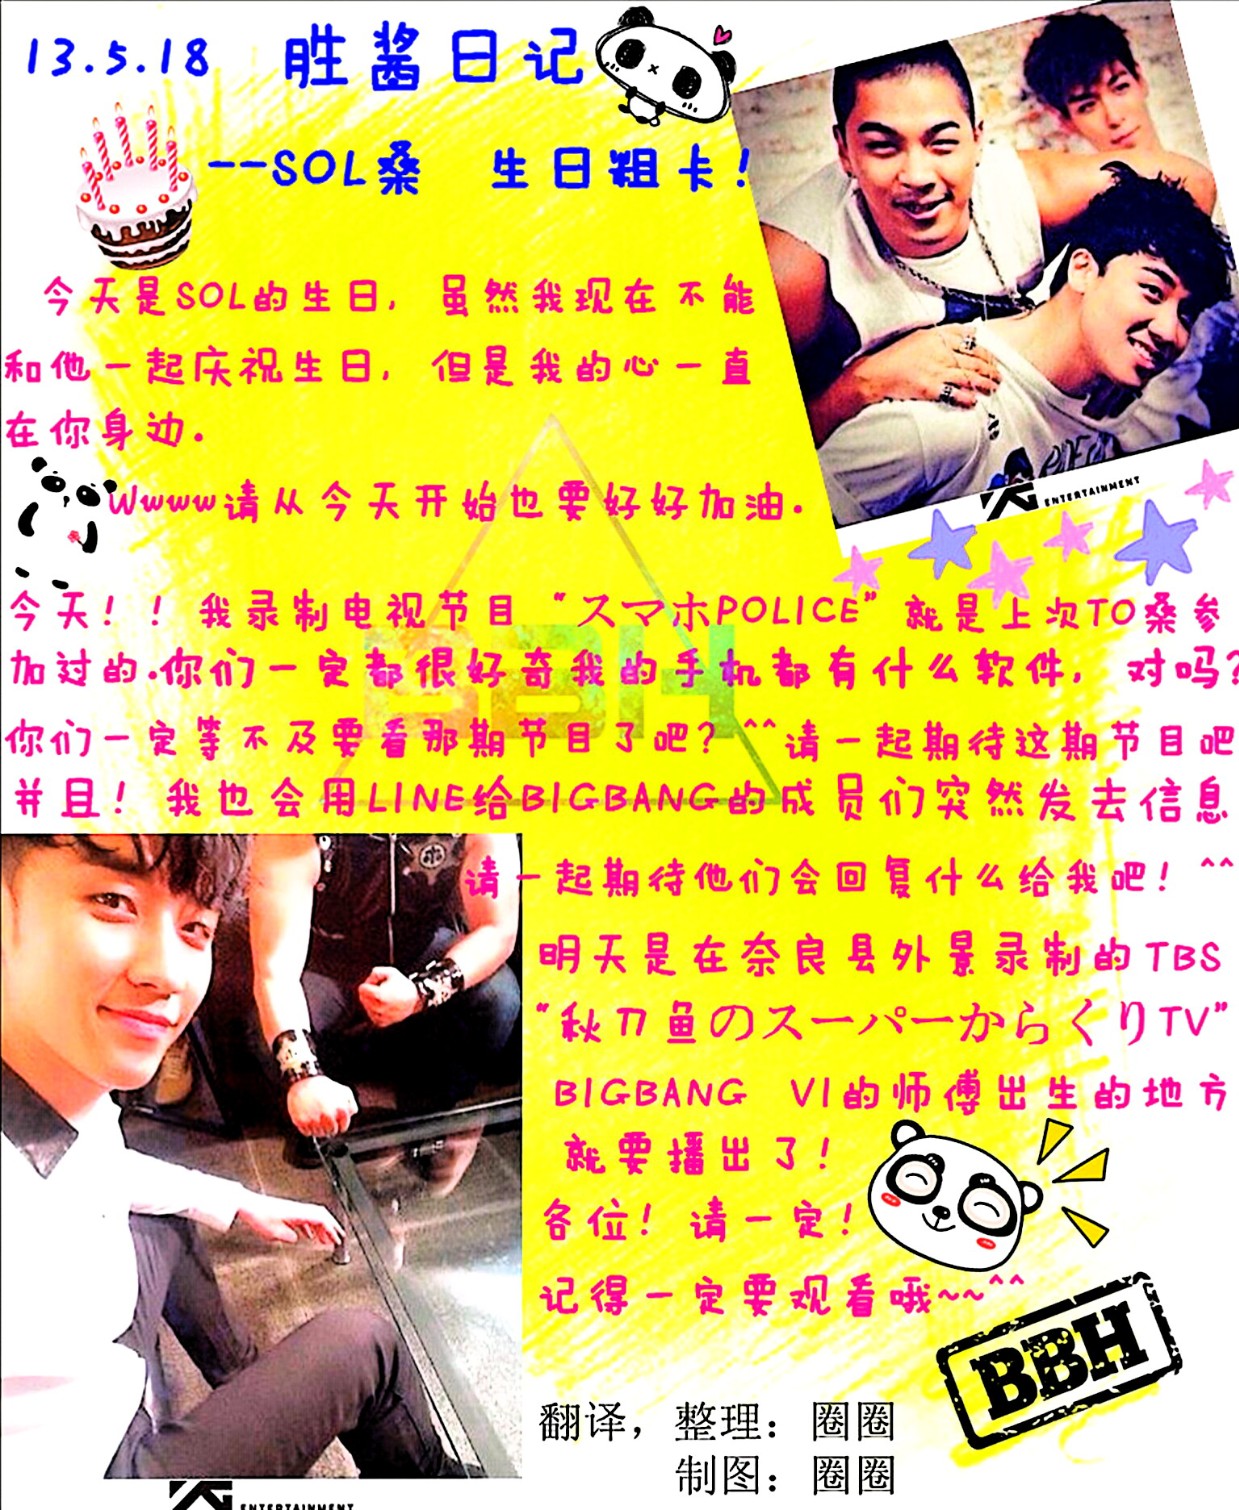 13.5.18 胜酱日记
--SOL桑 生日粗卡!
今天是SOL的生日, 虽然我现在不能
和他一起庆祝生日, 但是我的心一直
在你身边.
Wwww请从今天开始也要好好加油.
ENTERTAINMENT
今天!! 我录制电视节目“スマホPOLICE”就是上次TO桑参
加过的.你们一定都很好奇我的手机都有什么软件, 对吗?
你们一定等不及要看那期节目了吧?^^请一起期待这期节目吧
并且! 我也会用LINE给BIGBANG的成员们突然发去信息
BBH
请一起期待他们会回复什么给我吧! ^^
明天是在奈良县外景录制的TBS
“秋刀鱼のスーパーからくりTV”
BIGBANG VI的师傅出生的地方
就要播出了!
各位! 请一定!
记得一定要观看哦~~^^
BBH
翻译，整理：圈圈
制图：圈圈
ENTERTAINMENT